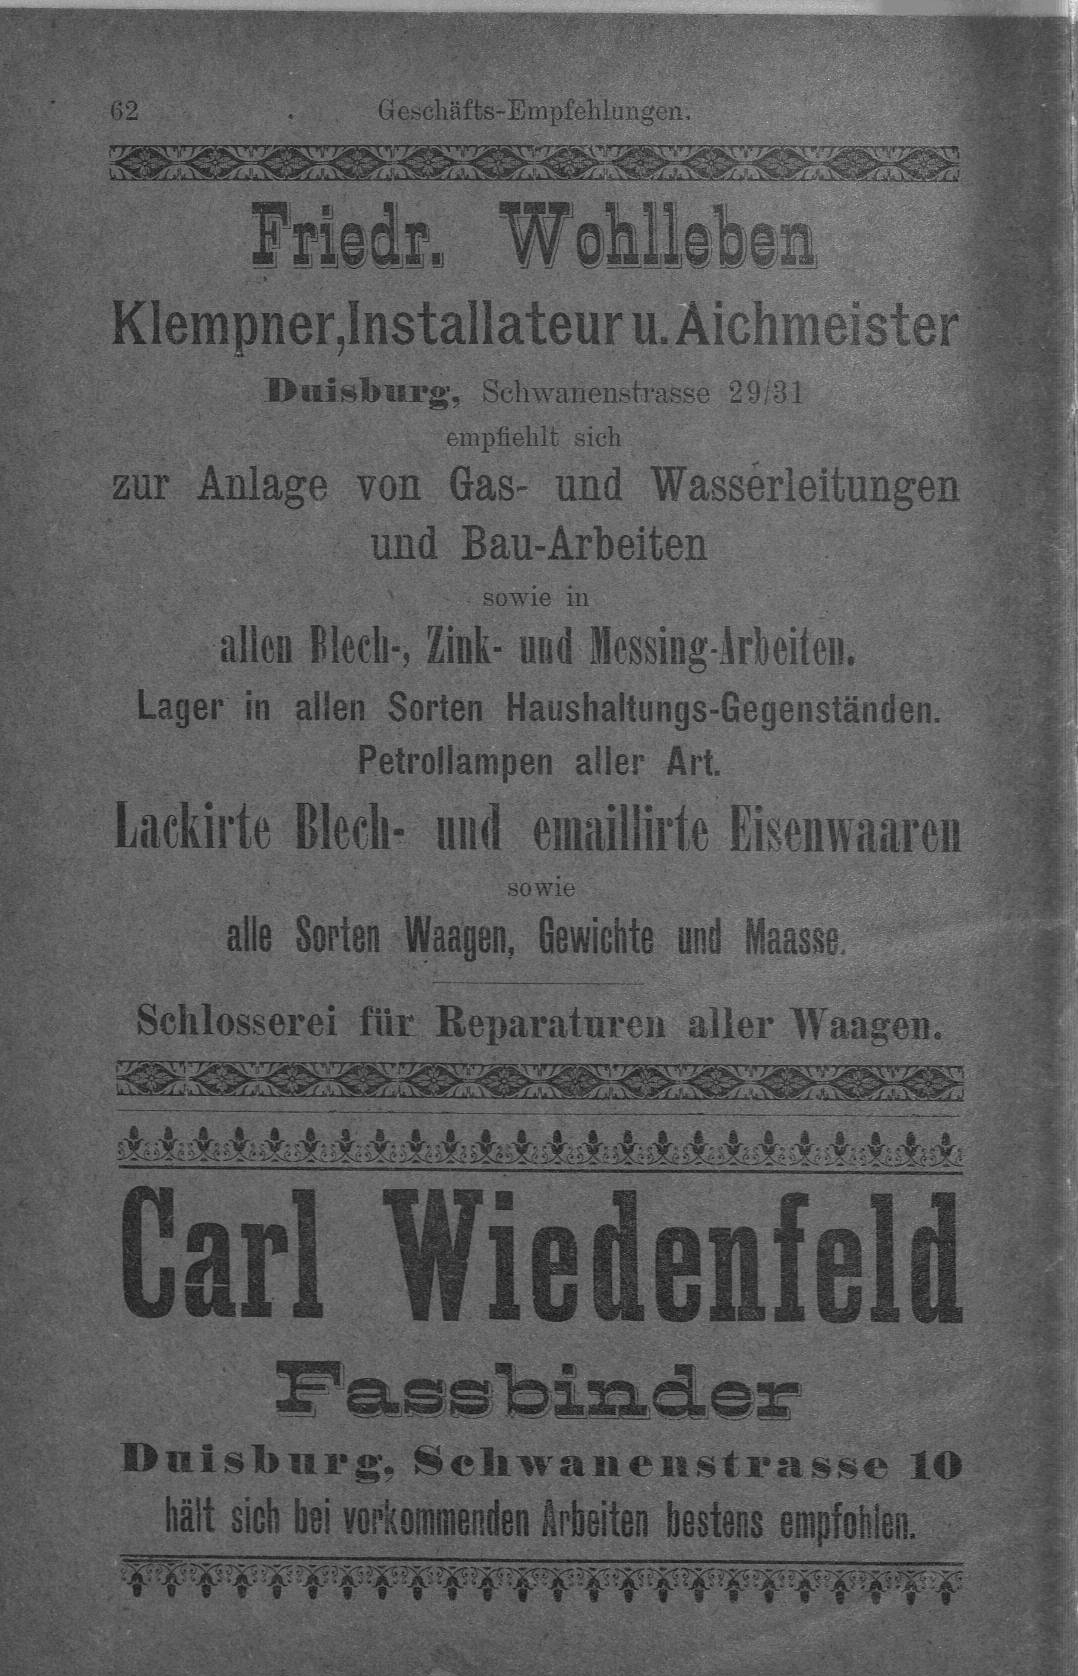 62 Geschäfts-Empfehlungen.
Friedr. Wohlleben
Klempner, Installateur u. Aichmeister
Duisburg, Schwanenstrasse 29/31
empfiehlt sich
zur Anlage von Gas- und Wasserleitungen
und Bau-Arbeiten
sowie in
allen Blech-, Zink- und Messing-Arbeiten.
Lager in allen Sorten Haushaltungs-Gegenständen.
Petrollampen aller Art.
Lackirte Blech- und emaillirte Eisenwaaren
sowie
alle Sorten Waagen, Gewichte und Maasse.
Schlosserei für Reparaturen aller Waagen.
Carl Wiedenfeld
Fassbinder
Duisburg, Schwanenstrasse 10
hält sich bei vorkommenden Arbeiten bestens empfohlen.